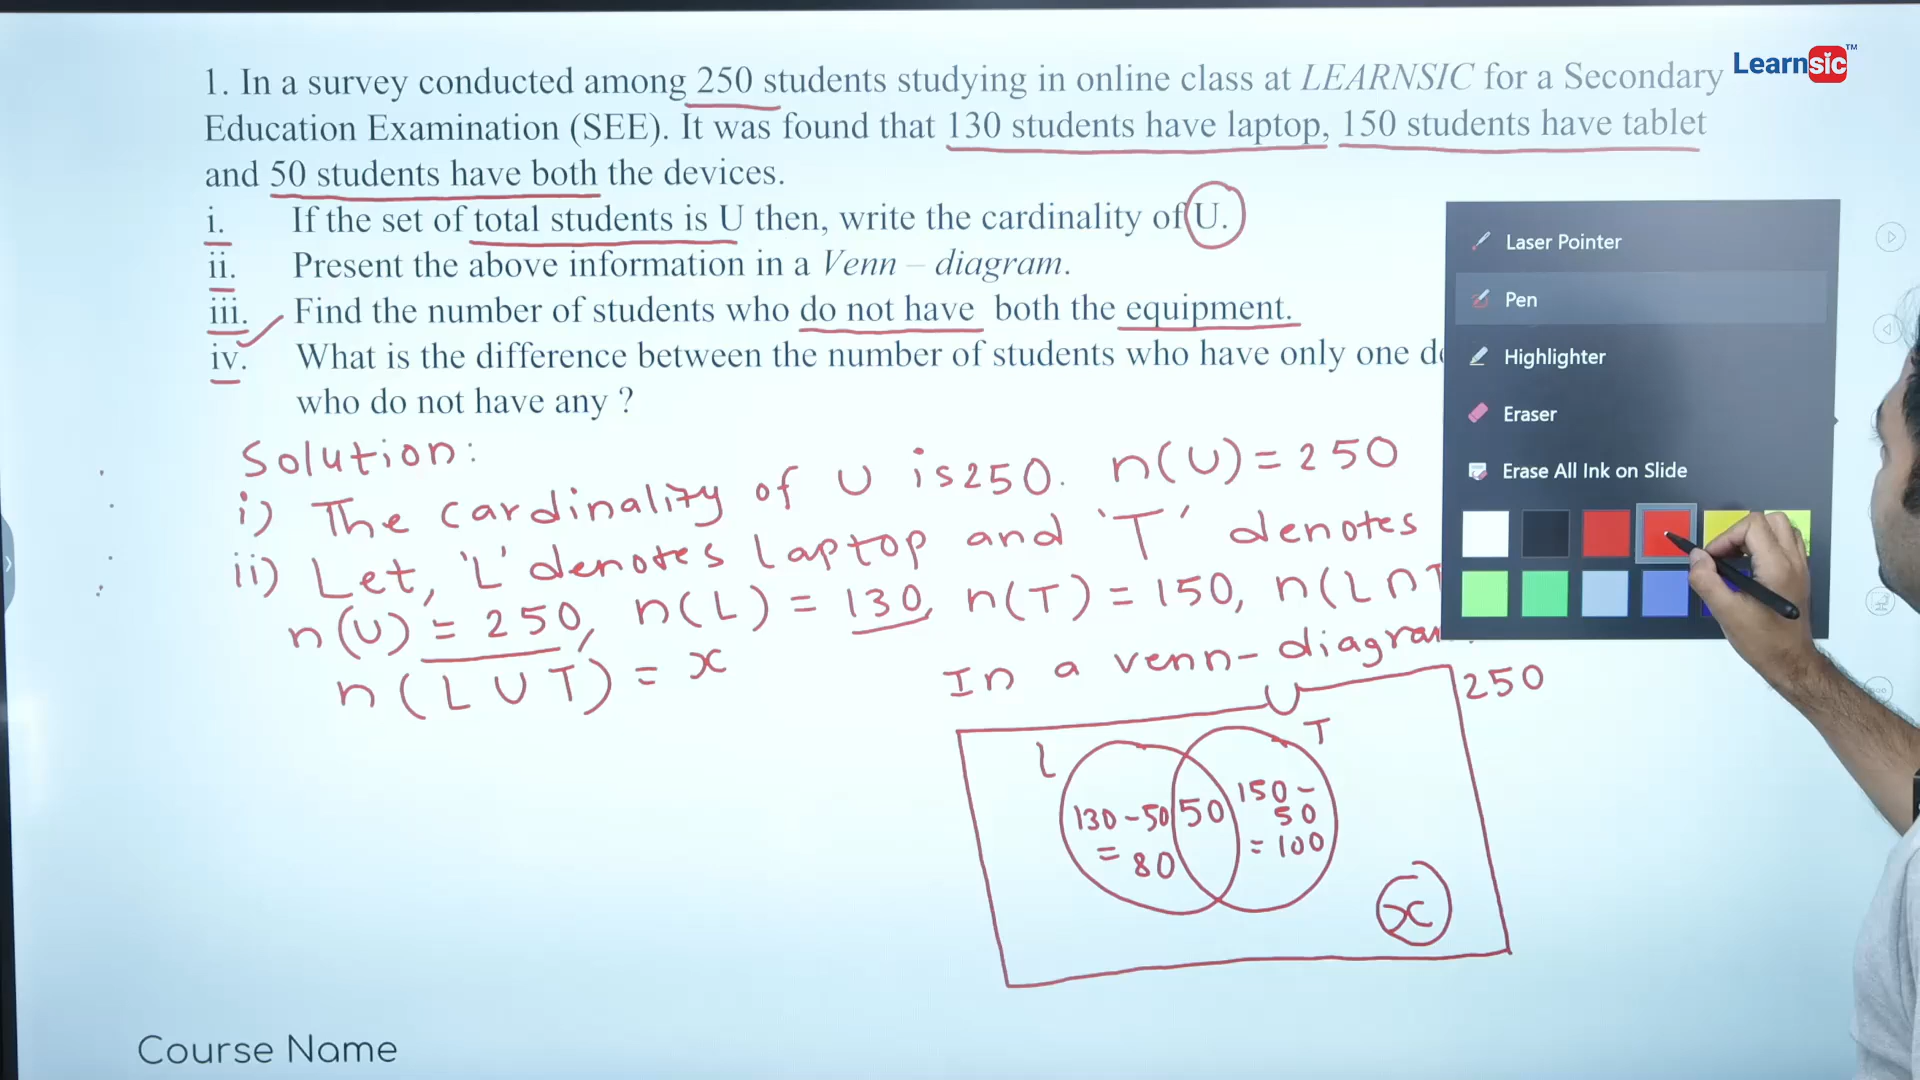 Learnsic™
1. In a survey conducted among 250 students studying in online class at LEARNSIC for a Secondary
Education Examination (SEE). It was found that 130 students have laptop, 150 students have tablet
and 50 students have both the devices.
i. If the set of total students is U then, write the cardinality of U.
ii. Present the above information in a Venn – diagram.
iii. Find the number of students who do not have both the equipment.
iv. What is the difference between the number of students who have only one
who do not have any ?
Laser Pointer
Pen
Highlighter
Eraser
Erase All Ink on Slide
Solution:
i) The cardinality of U is 250. n(U) = 250
ii) Let, 'L' denotes laptop and 'T' denotes
n(U) = 250, n(L) = 130, n(T) = 150, n(L∩T
n(L∪T) = x
In a venn-diagram
U
250
L
T
130-50
= 80
50
150-
50
= 100
x
Course Name